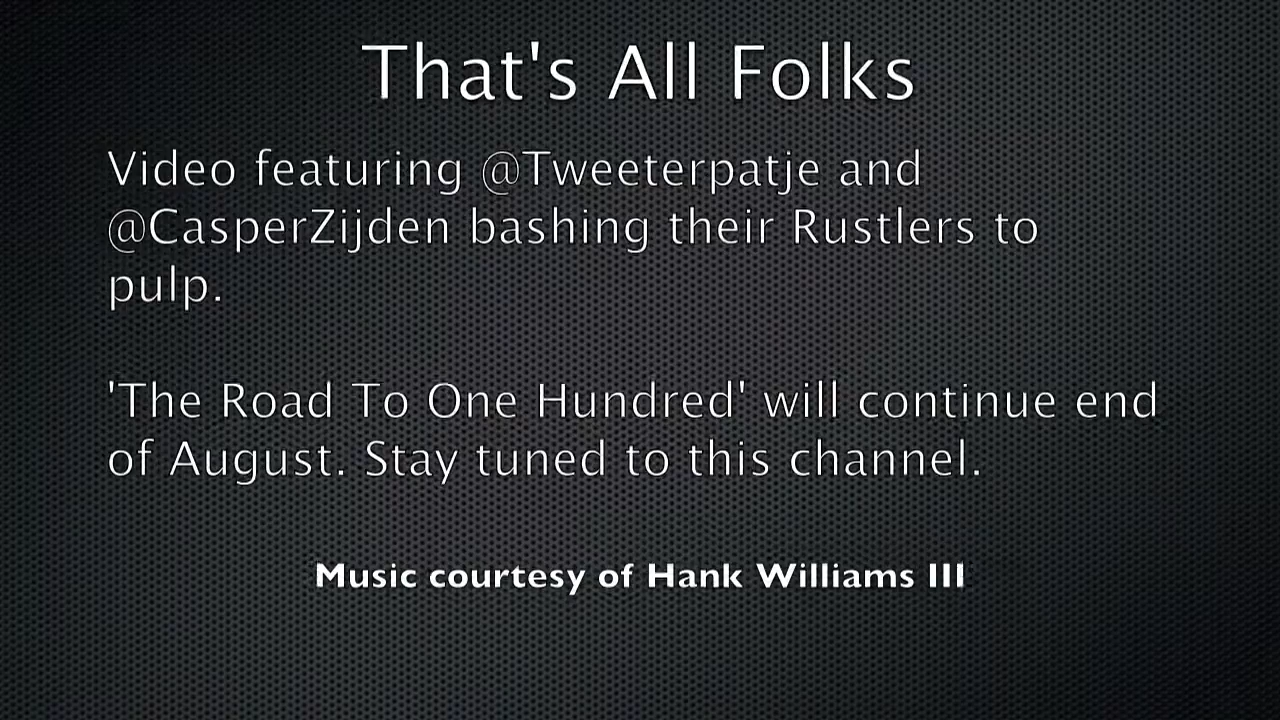 That's All Folks
Video featuring @Tweeterpatje and
@CasperZijden bashing their Rustlers to
pulp.
'The Road To One Hundred' will continue end
of August. Stay tuned to this channel.
Music courtesy of Hank Williams III